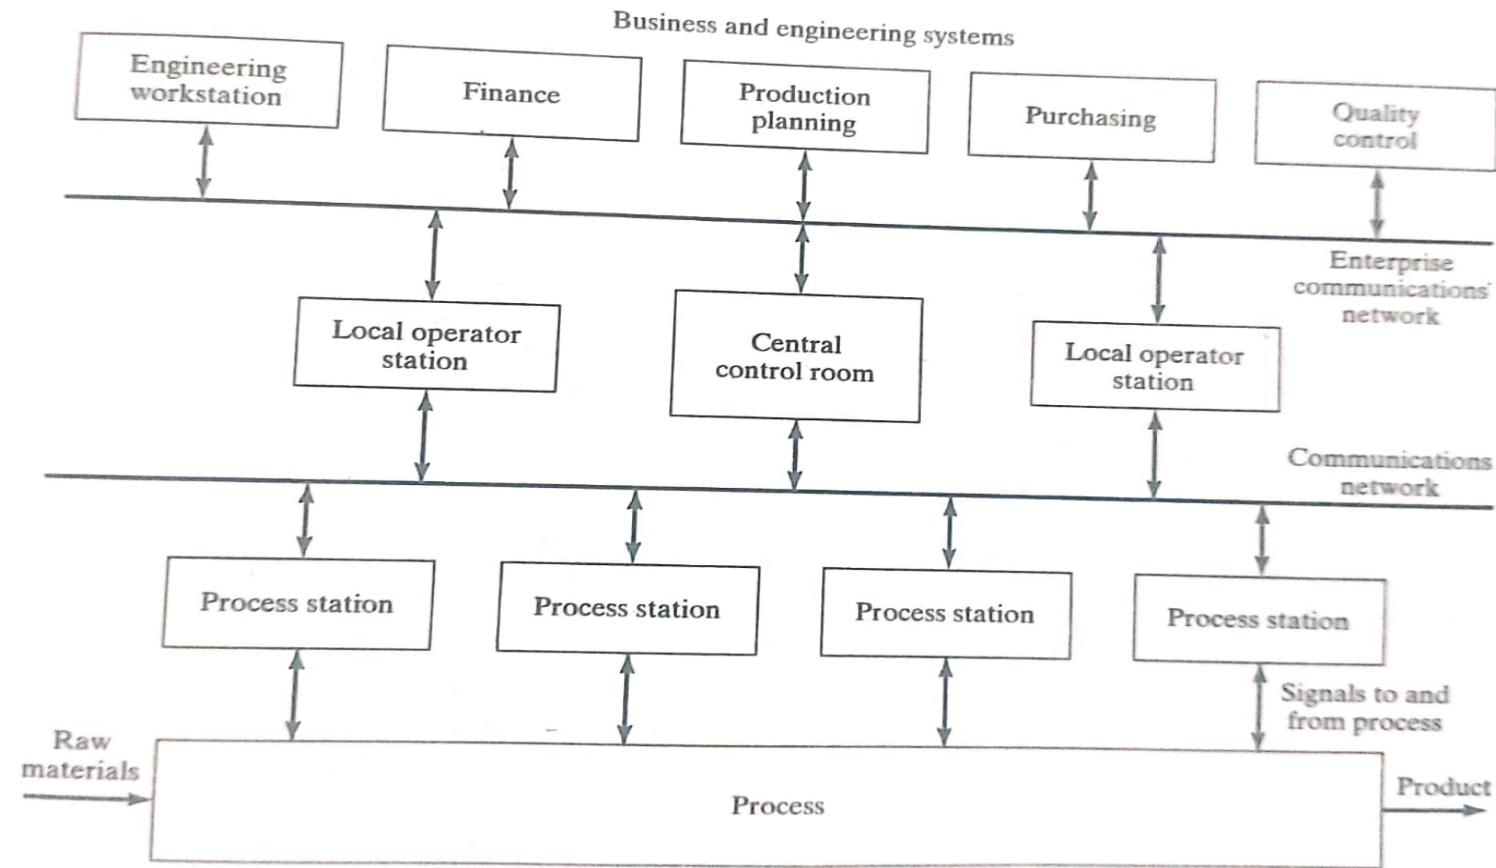 Business and engineering systems
Engineering
workstation
Finance
Production
planning
Purchasing
Quality
control
Enterprise
communications
network
Local operator
station
Central
control room
Local operator
station
Communications
network
Process station
Process station
Process station
Process station
Signals to and
from process
Raw
materials
Process
Product